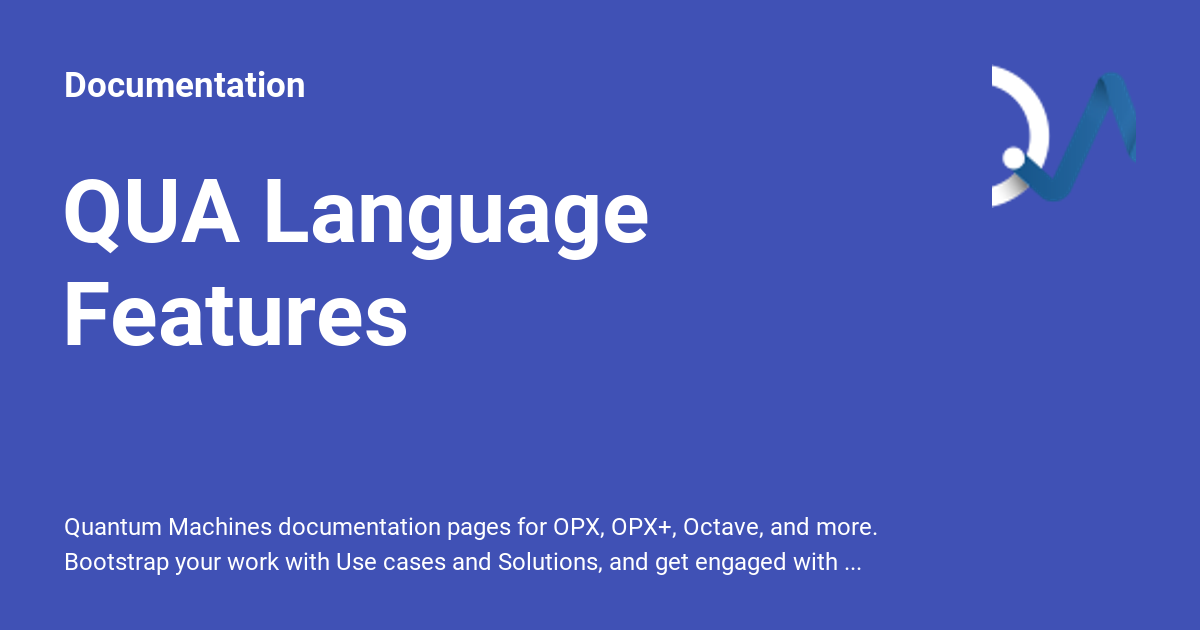 Documentation
QUA Language
Features
Quantum Machines documentation pages for OPX, OPX+, Octave, and more.
Bootstrap your work with Use cases and Solutions, and get engaged with ...